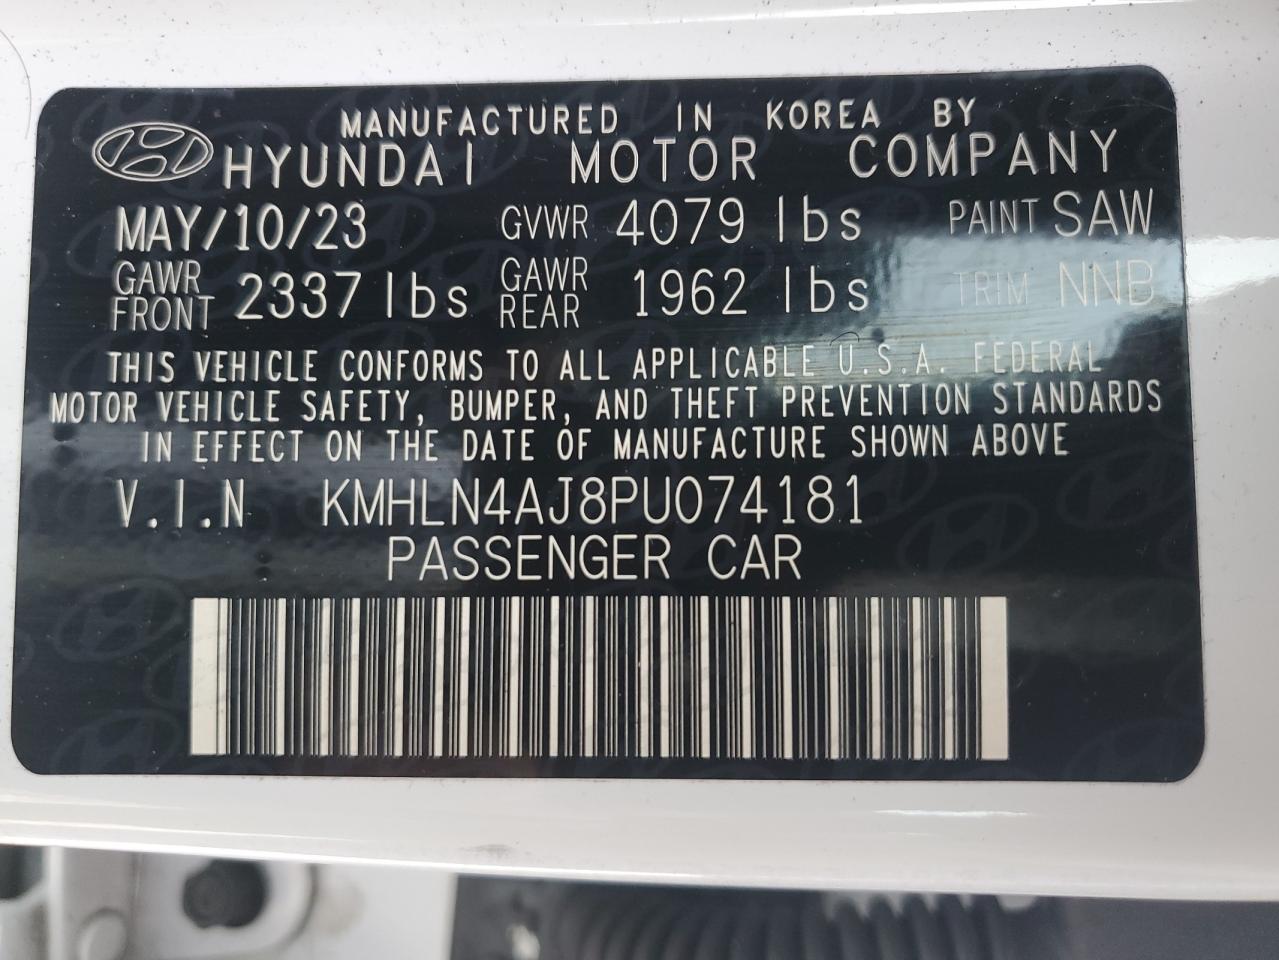 MANUFACTURED IN KOREA BY
HYUNDAI MOTOR COMPANY
MAY/10/23 GVWR 4079 lbs PAINT SAW
GAWR FRONT 2337 lbs GAWR REAR 1962 lbs TRIM NNB
THIS VEHICLE CONFORMS TO ALL APPLICABLE U.S.A. FEDERAL
MOTOR VEHICLE SAFETY, BUMPER, AND THEFT PREVENTION STANDARDS
IN EFFECT ON THE DATE OF MANUFACTURE SHOWN ABOVE
V.I.N KMHLN4AJ8PU074181
PASSENGER CAR